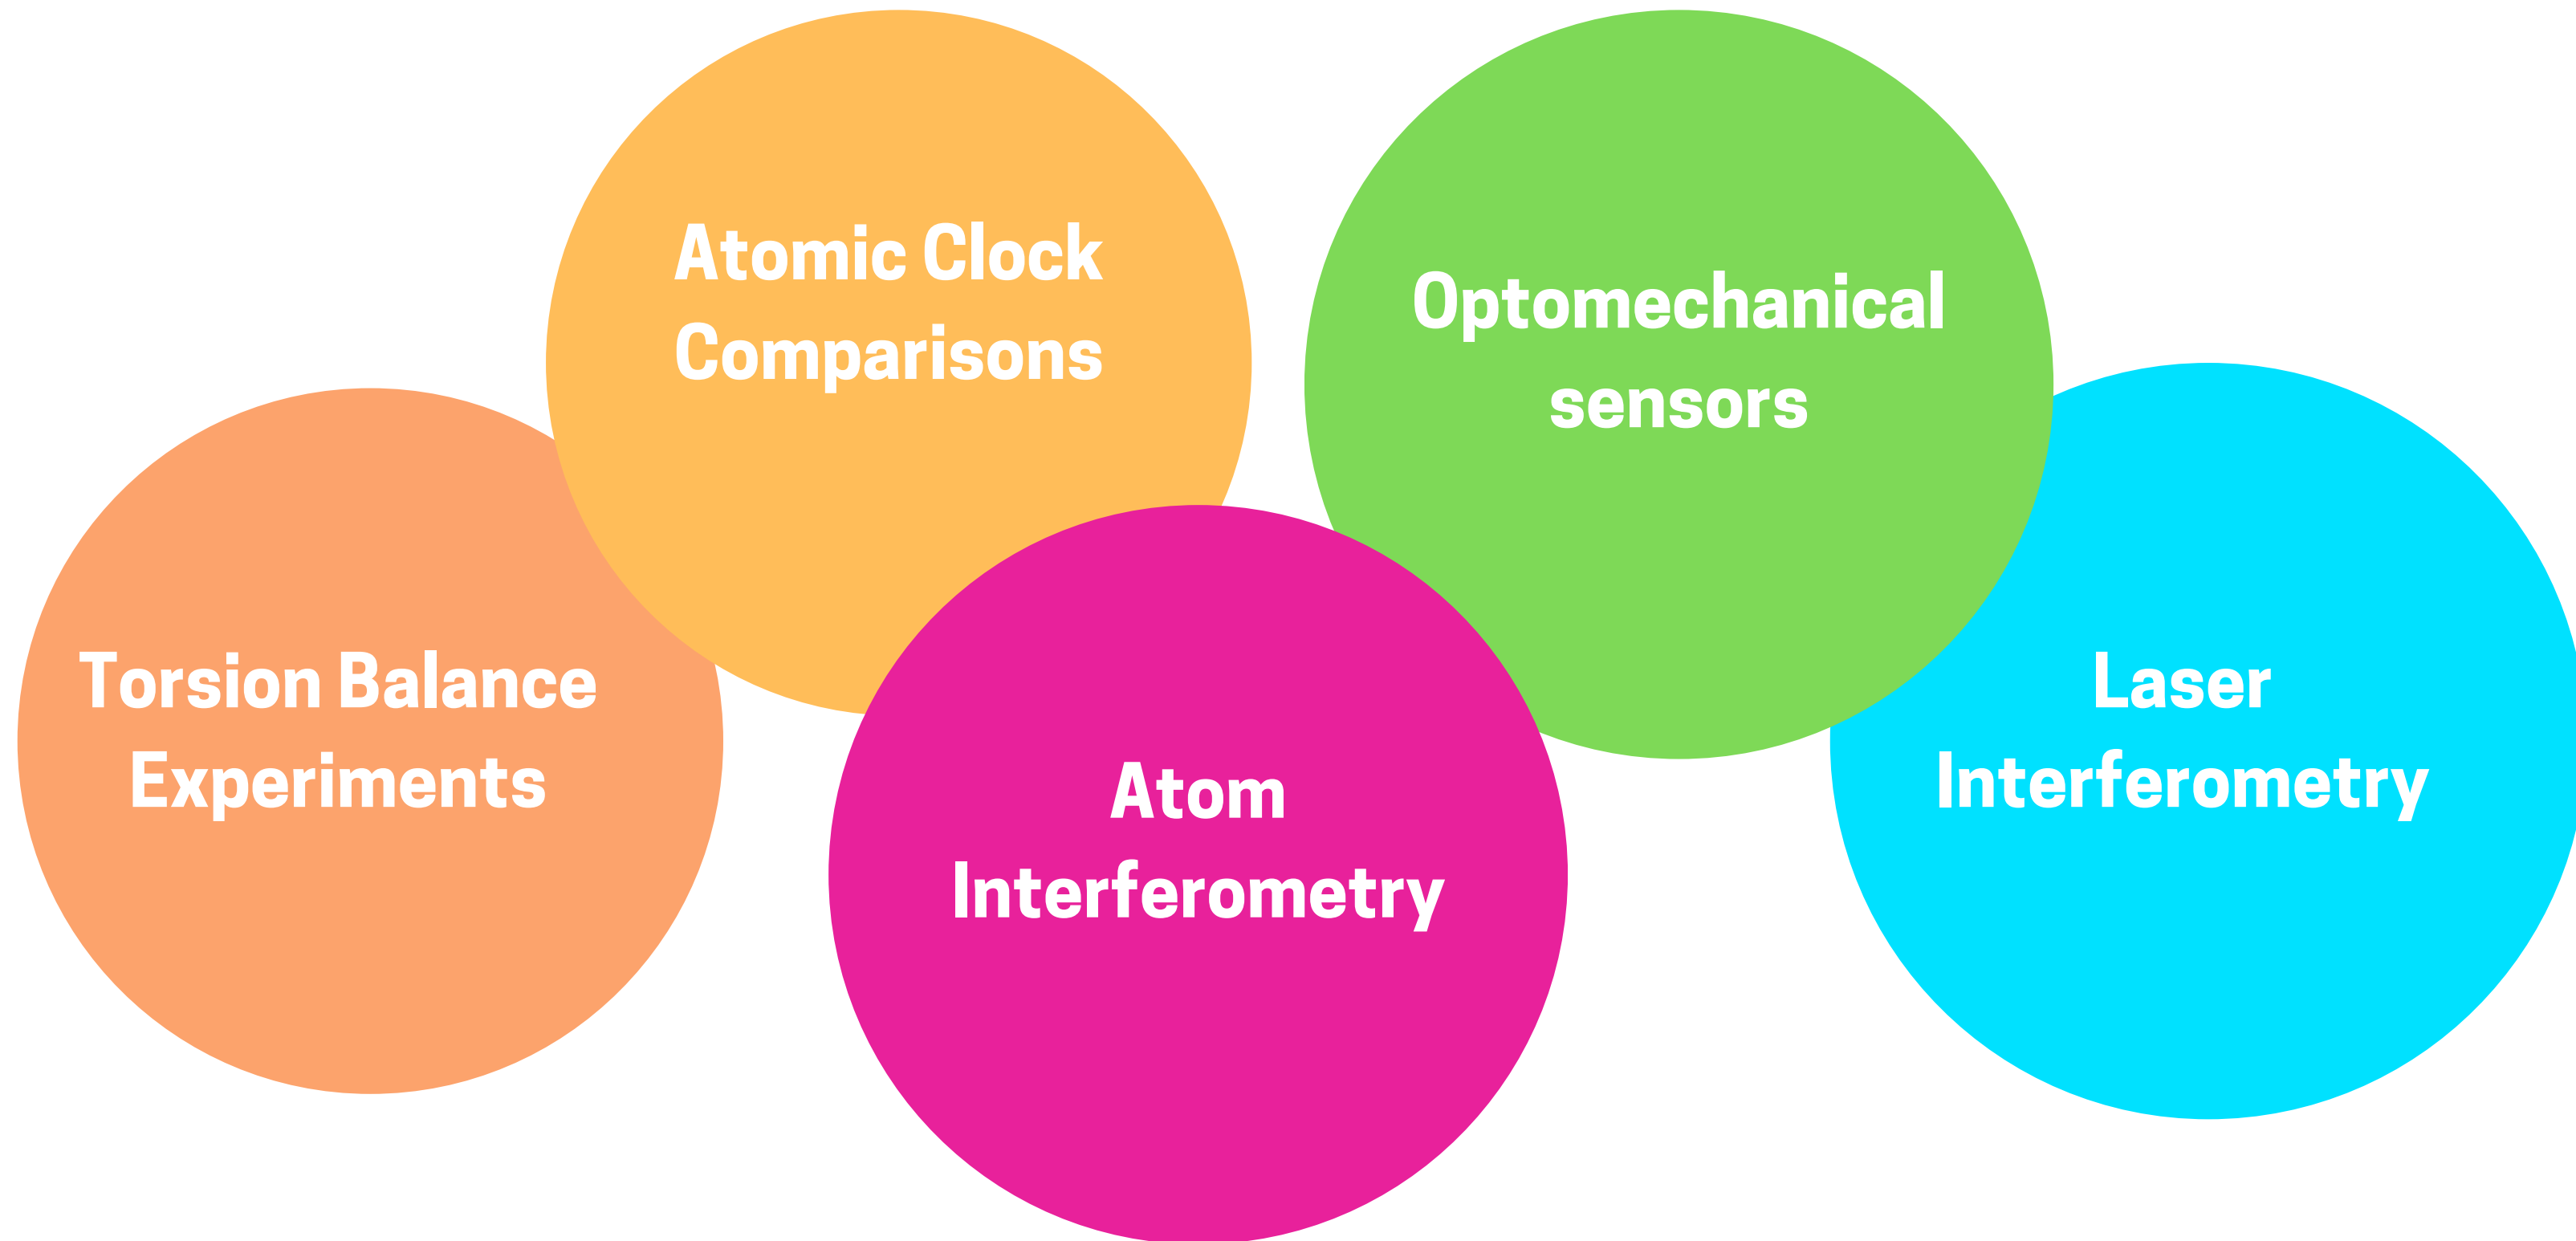 Atomic Clock
Comparisons
Optomechanical
sensors
Torsion Balance
Experiments
Atom
Interferometry
Laser
Interferometry